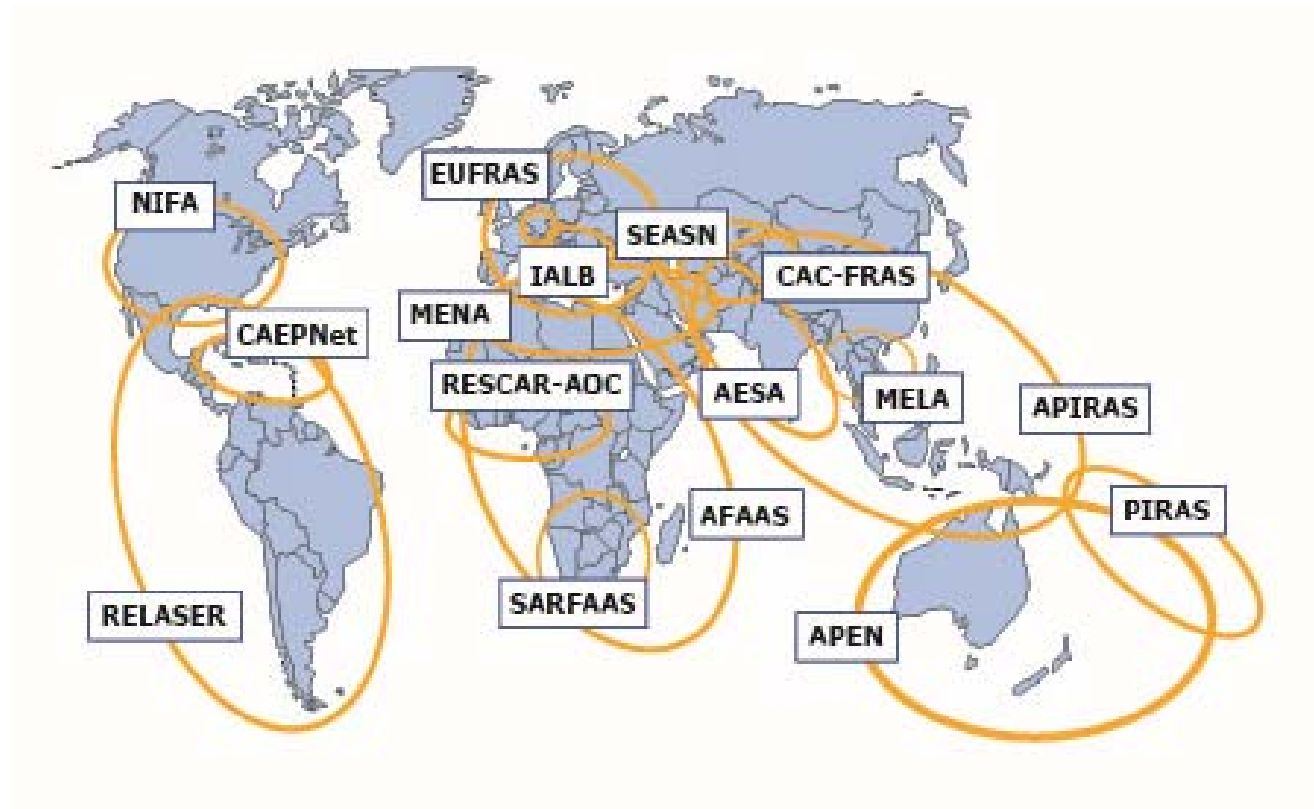 EUFRAS
NIFA
SEASN
IALB
CAC-FRAS
MENA
CAEPNet
RESCAR-AOC
AESA
MELA
APIRAS
AFAAS
PIRAS
SARFAAS
RELASER
APEN